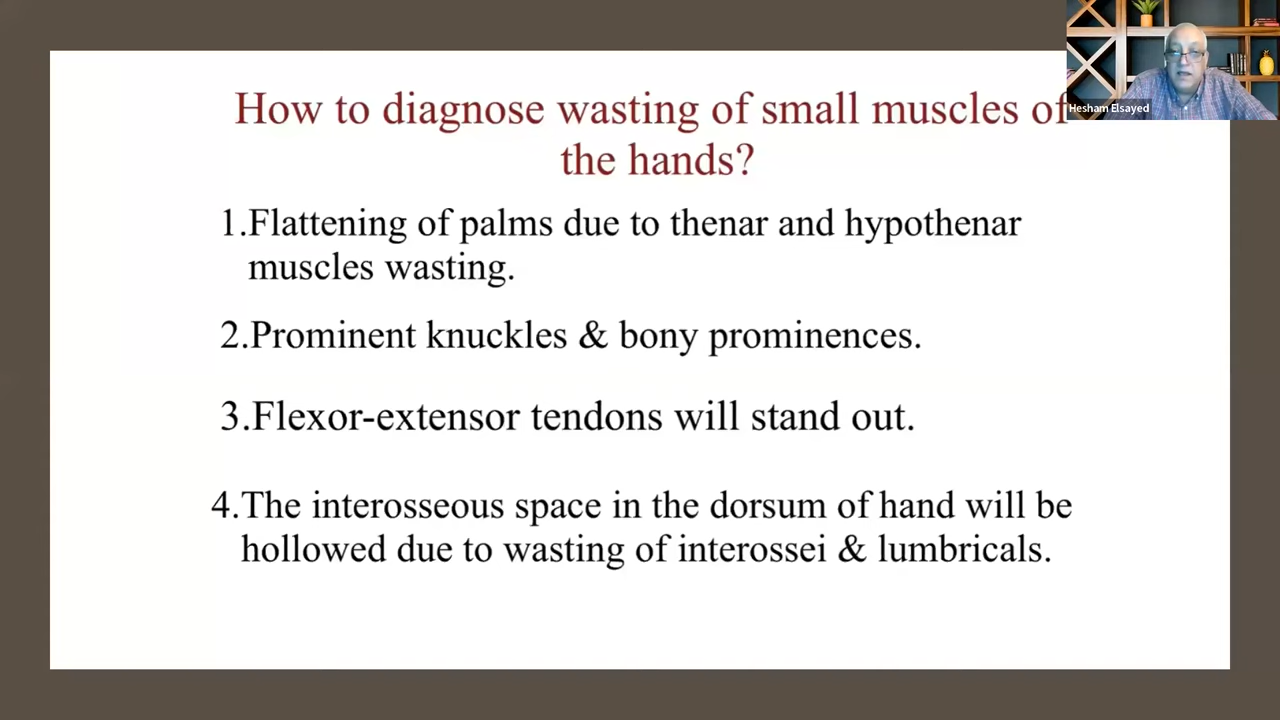 How to diagnose wasting of small muscles of
the hands?
Hesham Elsayed
1.Flattening of palms due to thenar and hypothenar
muscles wasting.
2.Prominent knuckles & bony prominences.
3.Flexor-extensor tendons will stand out.
4.The interosseous space in the dorsum of hand will be
hollowed due to wasting of interossei & lumbricals.